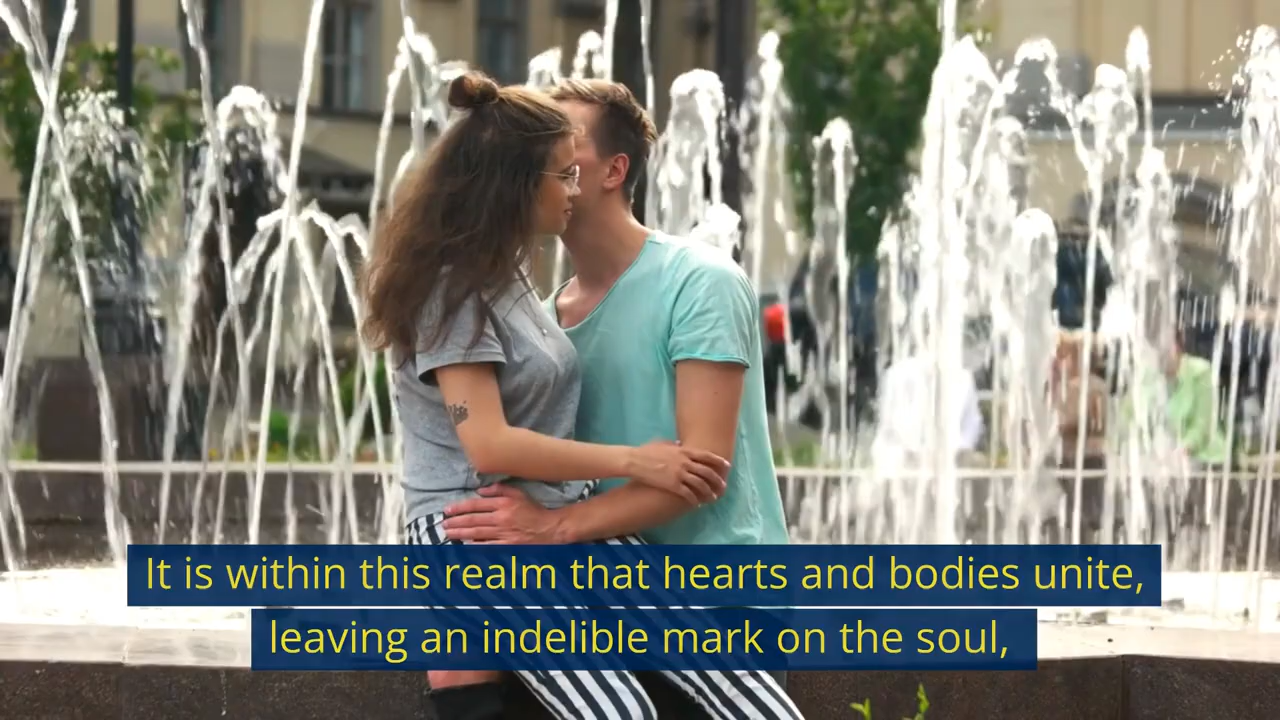 It is within this realm that hearts and bodies unite,
leaving an indelible mark on the soul,